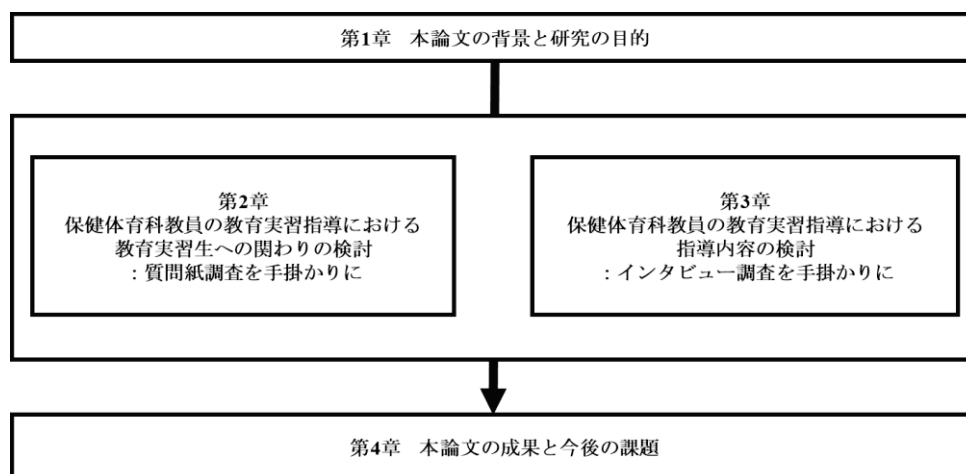 第1章　本論文の背景と研究の目的
第2章
保健体育科教員の教育実習指導における
教育実習生への関わりの検討
：質問紙調査を手掛かりに
第3章
保健体育科教員の教育実習指導における
指導内容の検討
：インタビュー調査を手掛かりに
第4章　本論文の成果と今後の課題